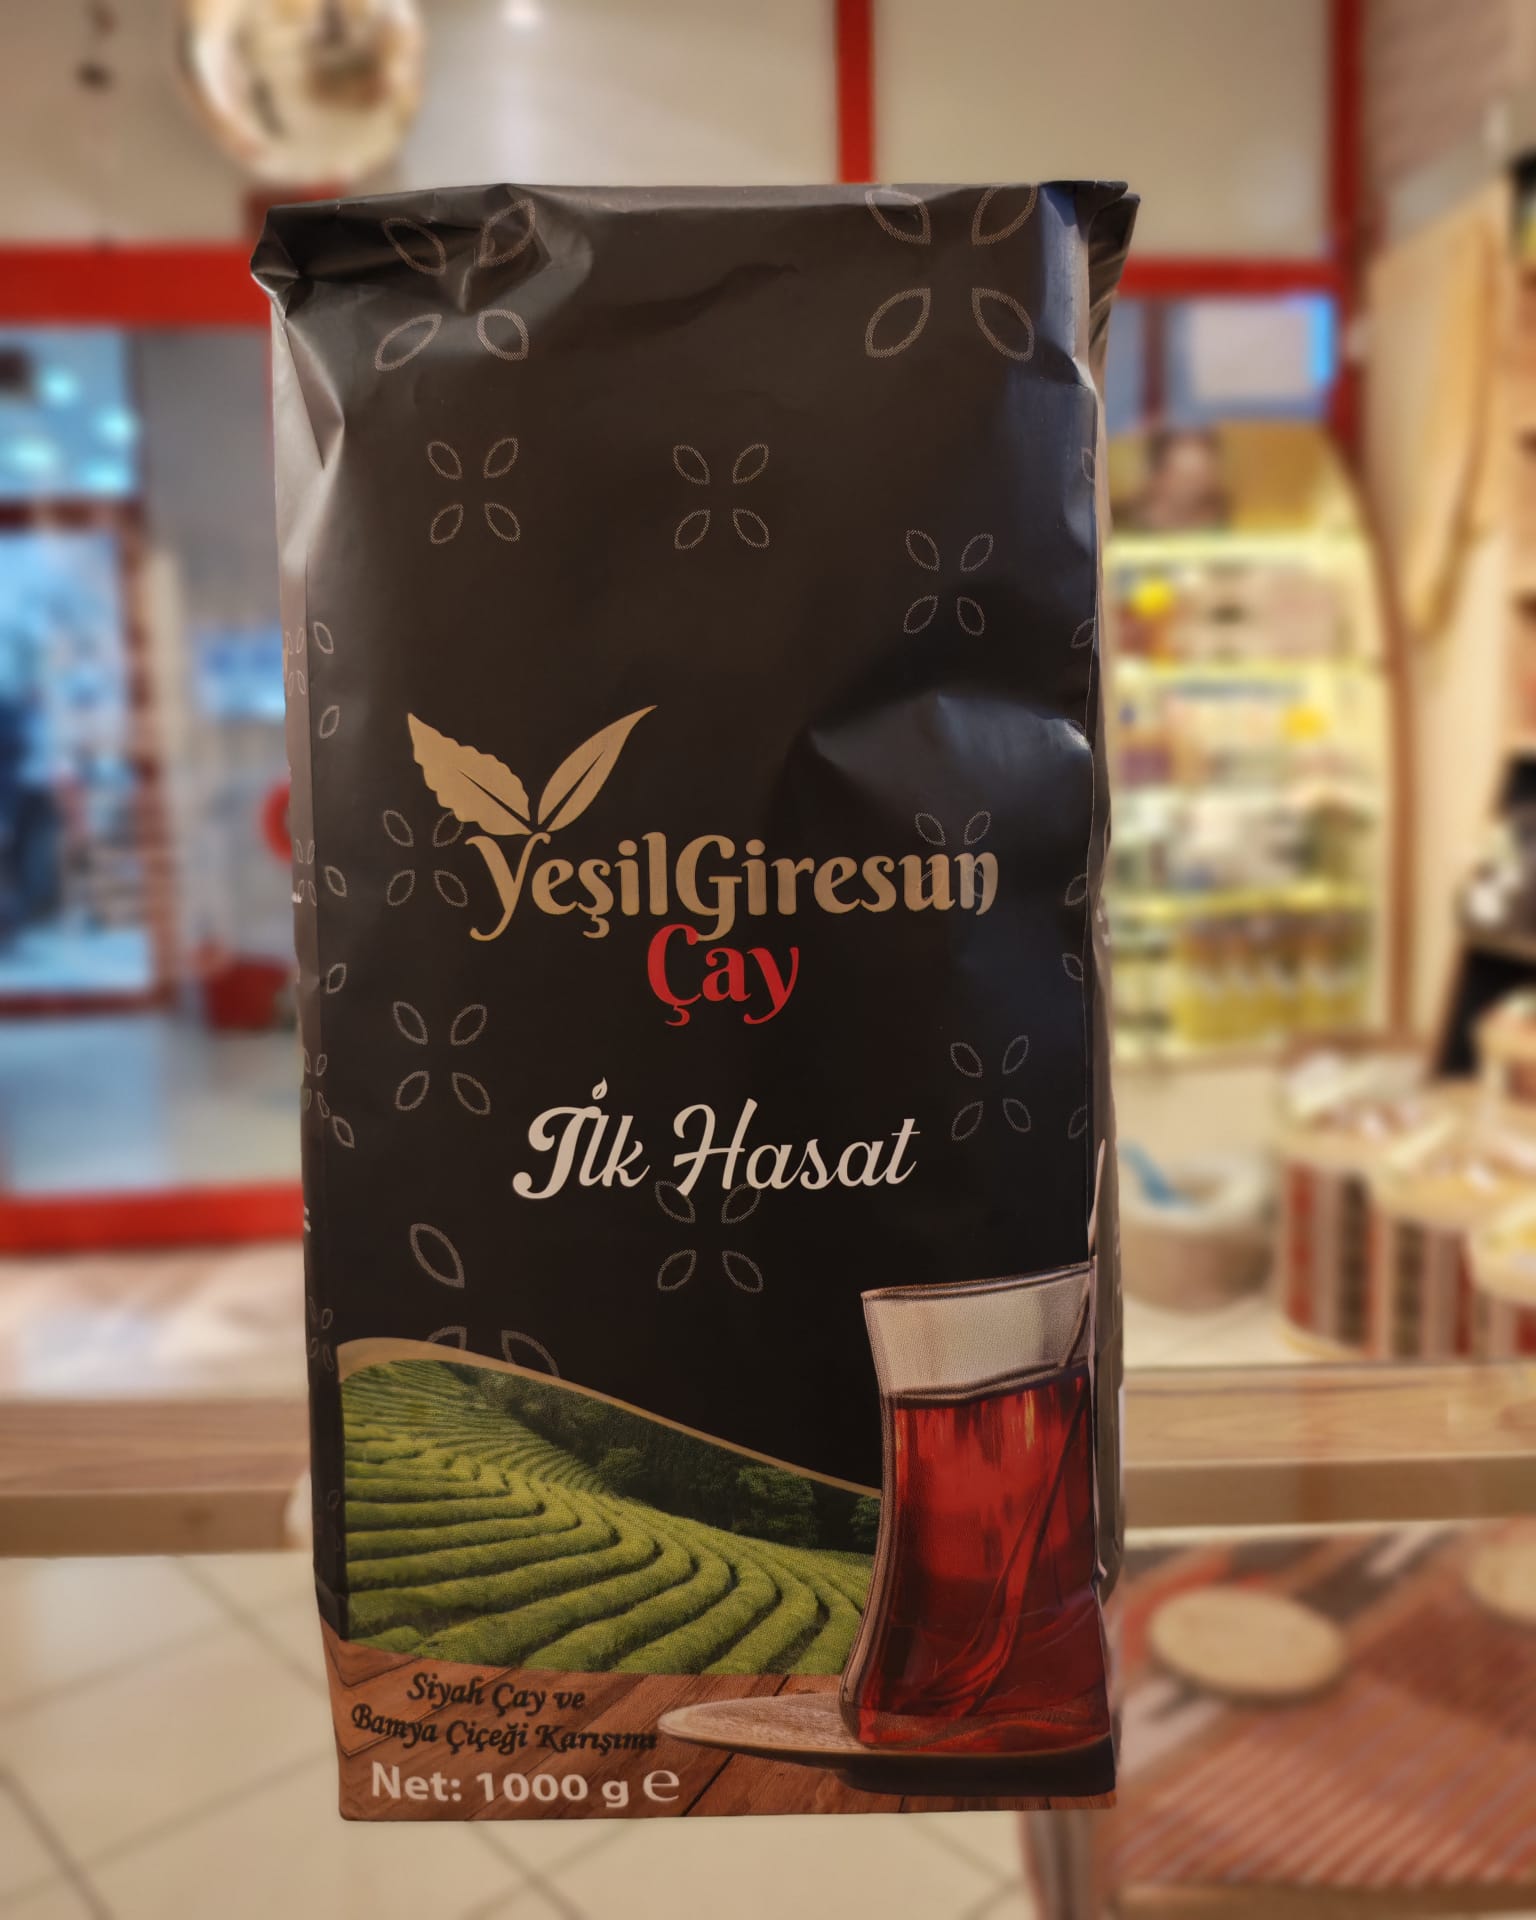 YeşilGiresun
Çay
İlk Hasat
Siyah Çay ve
Bamya Çiçeği Karışımı
Net: 1000 g ℮